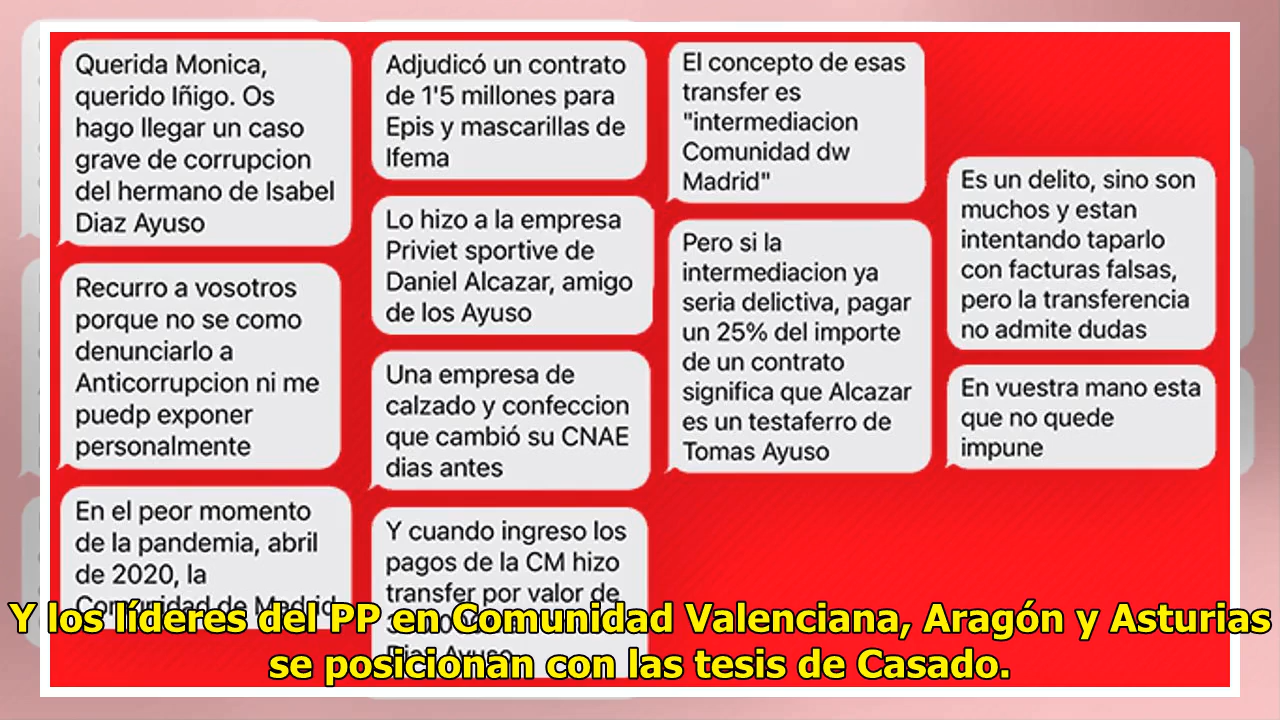 Querida Monica,
querido Iñigo. Os
hago llegar un caso
grave de corrupcion
del hermano de Isabel
Diaz Ayuso
Recurro a vosotros
porque no se como
denunciarlo a
Anticorrupcion ni me
puedp exponer
personalmente
En el peor momento
de la pandemia, abril
de 2020, la
Comunidad de Madrid
Adjudicó un contrato
de 1'5 millones para
Epis y mascarillas de
Ifema
Lo hizo a la empresa
Priviet sportive de
Daniel Alcazar, amigo
de los Ayuso
Una empresa de
calzado y confeccion
que cambió su CNAE
dias antes
Y cuando ingreso los
pagos de la CM hizo
transfer por valor de
El concepto de esas
transfer es
"intermediacion
Comunidad dw
Madrid"
Pero si la
intermediacion ya
seria delictiva, pagar
un 25% del importe
de un contrato
significa que Alcazar
es un testaferro de
Tomas Ayuso
Es un delito, sino son
muchos y estan
intentando taparlo
con facturas falsas,
pero la transferencia
no admite dudas
En vuestra mano esta
que no quede
impune
Y los líderes del PP en Comunidad Valenciana, Aragón y Asturias
se posicionan con las tesis de Casado.